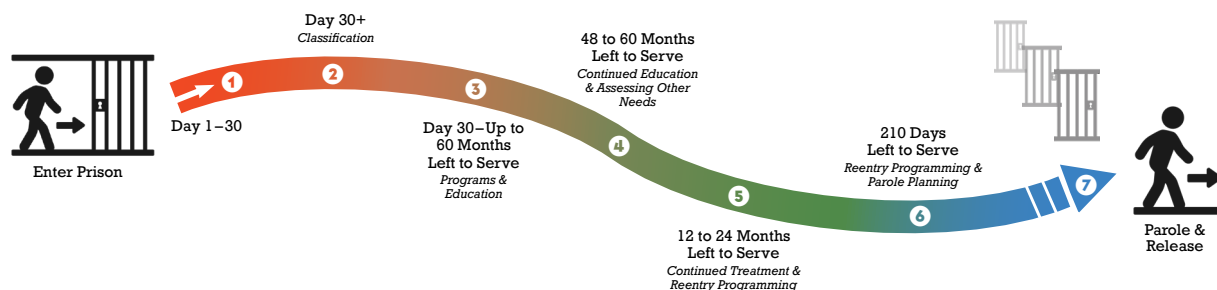 Enter Prison
1
Day 1–30
Day 30+
Classification
2
3
Day 30–Up to
60 Months
Left to Serve
Programs &
Education
48 to 60 Months
Left to Serve
Continued Education
& Assessing Other
Needs
4
5
12 to 24 Months
Left to Serve
Continued Treatment &
Reentry Programming
210 Days
Left to Serve
Reentry Programming &
Parole Planning
6
7
Parole &
Release